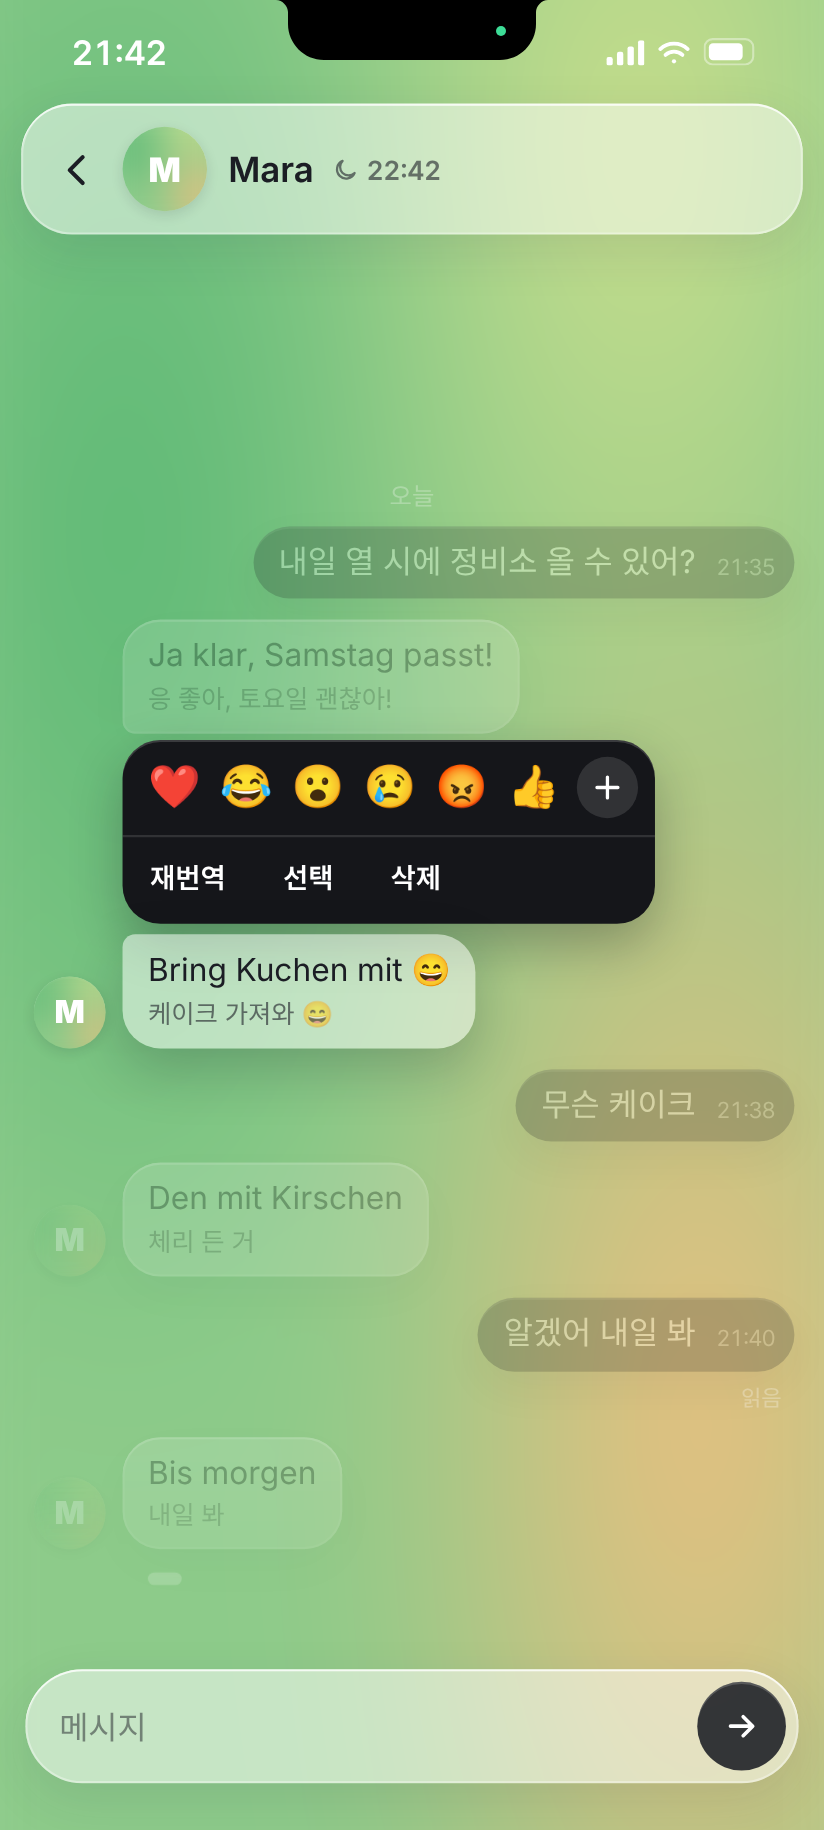 21:42
M Mara 22:42
오늘
내일 열 시에 정비소 올 수 있어? 21:35
Ja klar, Samstag passt!
응 좋아, 토요일 괜찮아!
❤️ 😂 😮 😢 😡 👍 +
재번역 선택 삭제
Bring Kuchen mit 😄
M 케이크 가져와 😄
무슨 케이크 21:38
Den mit Kirschen
M 체리 든 거
알겠어 내일 봐 21:40
읽음
Bis morgen
M 내일 봐
메시지